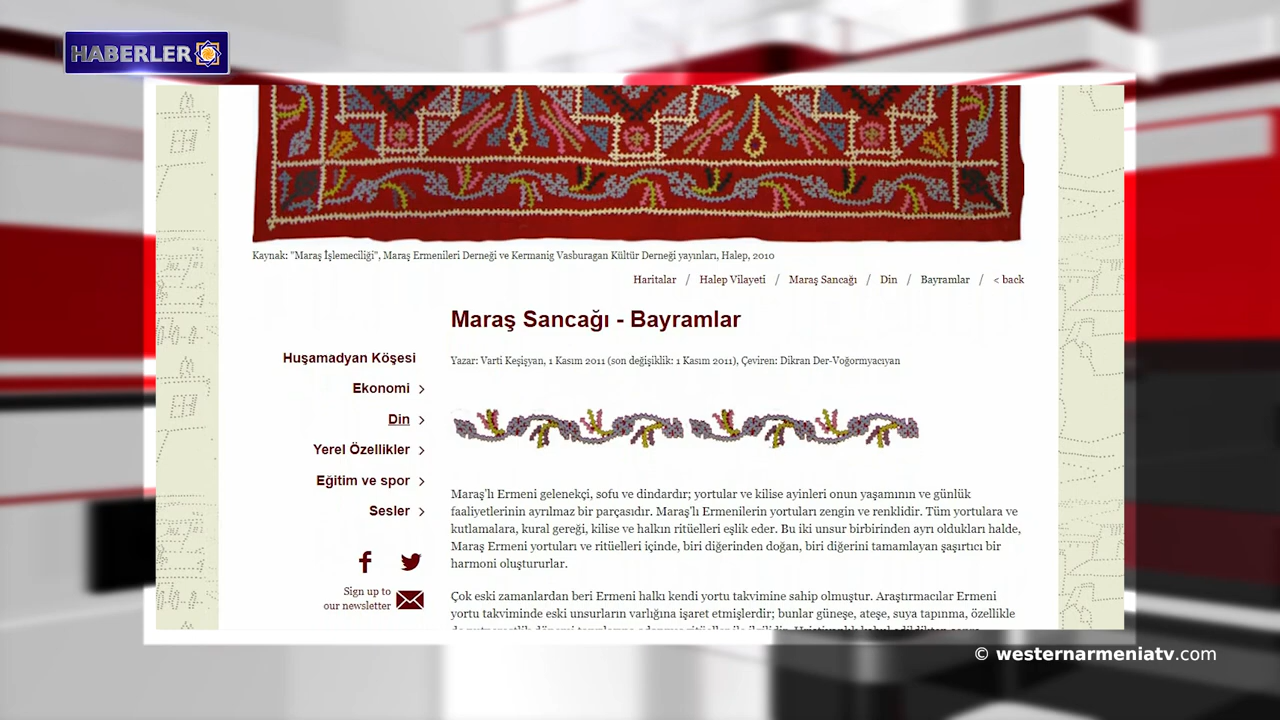 HABERLER
Kaynak: "Maraş İşlemeciliği", Maraş Ermenileri Derneği ve Kermanig Vasburagan Kültür Derneği yayınları, Halep, 2010
Haritalar / Halep Vilayeti / Maraş Sancağı / Din / Bayramlar / < back
Maraş Sancağı - Bayramlar
Huşamadyan Köşesi
Ekonomi
Din
Yerel Özellikler
Eğitim ve spor
Sesler
Sign up to
our newsletter
Yazar: Varti Keşişyan, 1 Kasım 2011 (son değişiklik: 1 Kasım 2011), Çeviren: Dikran Der-Voğormyacıyan
Maraş'lı Ermeni gelenekçi, sofu ve dindardır; yortular ve kilise ayinleri onun yaşamının ve günlük
faaliyetlerinin ayrılmaz bir parçasıdır. Maraş'lı Ermenilerin yortuları zengin ve renklidir. Tüm yortulara ve
kutlamalara, kural gereği, kilise ve halkın ritüelleri eşlik eder. Bu iki unsur birbirinden ayrı oldukları halde,
Maraş Ermeni yortuları ve ritüelleri içinde, biri diğerinden doğan, biri diğerini tamamlayan şaşırtıcı bir
harmoni oluştururlar.
Çok eski zamanlardan beri Ermeni halkı kendi yortu takvimine sahip olmuştur. Araştırmacılar Ermeni
yortu takviminde eski unsurların varlığına işaret etmişlerdir; bunlar güneşe, ateşe, suya tapınma, özellikle
© westernarmeniatv.com